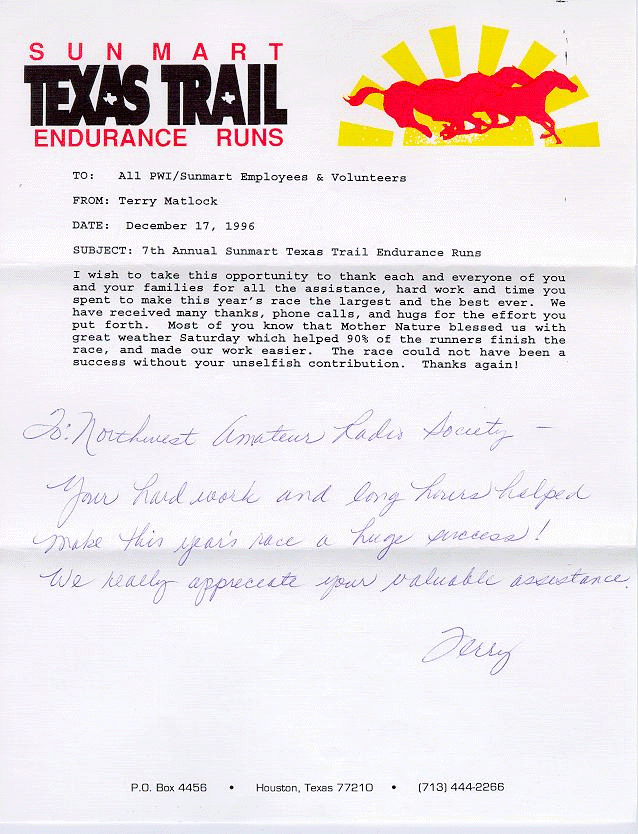 SUNMART
TEXAS TRAIL
ENDURANCE RUNS
TO: All PWI/Sunmart Employees & Volunteers
FROM: Terry Matlock
DATE: December 17, 1996
SUBJECT: 7th Annual Sunmart Texas Trail Endurance Runs
I wish to take this opportunity to thank each and everyone of you
and your families for all the assistance, hard work and time you
spent to make this year's race the largest and the best ever. We
have received many thanks, phone calls, and hugs for the effort you
put forth. Most of you know that Mother Nature blessed us with
great weather Saturday which helped 90% of the runners finish the
race, and made our work easier. The race could not have been a
success without your unselfish contribution. Thanks again!
To: Northwest Amateur Radio Society -
Your hard work and long hours helped
make this year's race a huge success!
We really appreciate your valuable assistance.
Terry
P.O. Box 4456 • Houston, Texas 77210 • (713) 444-2266